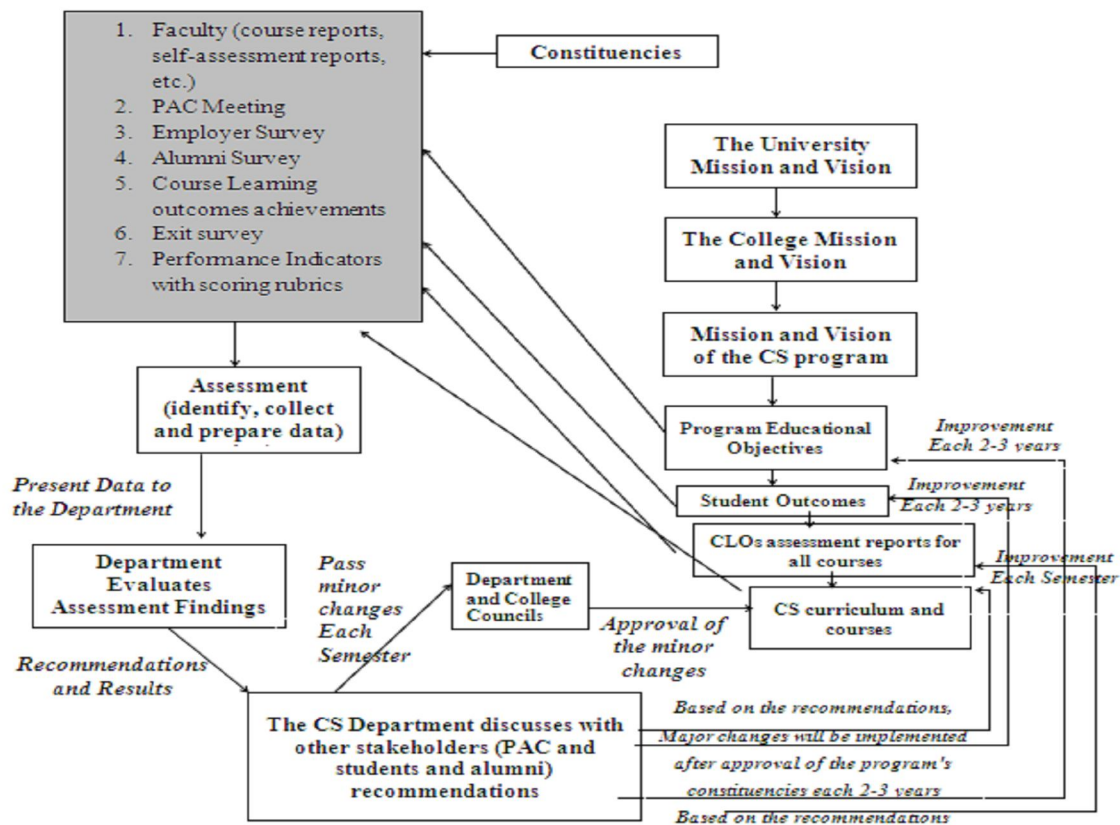 1. Faculty (course reports,
self-assessment reports,
etc.)
2. PAC Meeting
3. Employer Survey
4. Alumni Survey
5. Course Learning
outcomes achievements
6. Exit survey
7. Performance Indicators
with scoring rubrics
Constituencies
The University
Mission and Vision
The College Mission
and Vision
Mission and Vision
of the CS program
Assessment
(identify, collect
and prepare data)
Program Educational
Objectives
Improvement
Each 2-3 years
Present Data to
the Department
Student Outcomes
Improvement
Each 2-3 years
CLOs assessment reports for
all courses
Improvement
Each Semester
Department
Evaluates
Assessment Findings
Pass
minor
changes
Each
Semester
Department
and College
Councils
CS curriculum and
courses
Approval of
the minor
changes
Recommendations
and Results
The CS Department discusses with
other stakeholders (PAC and
students and alumni)
recommendations
Based on the recommendations,
Major changes will be implemented
after approval of the program's
constituencies each 2-3 years
Based on the recommendations